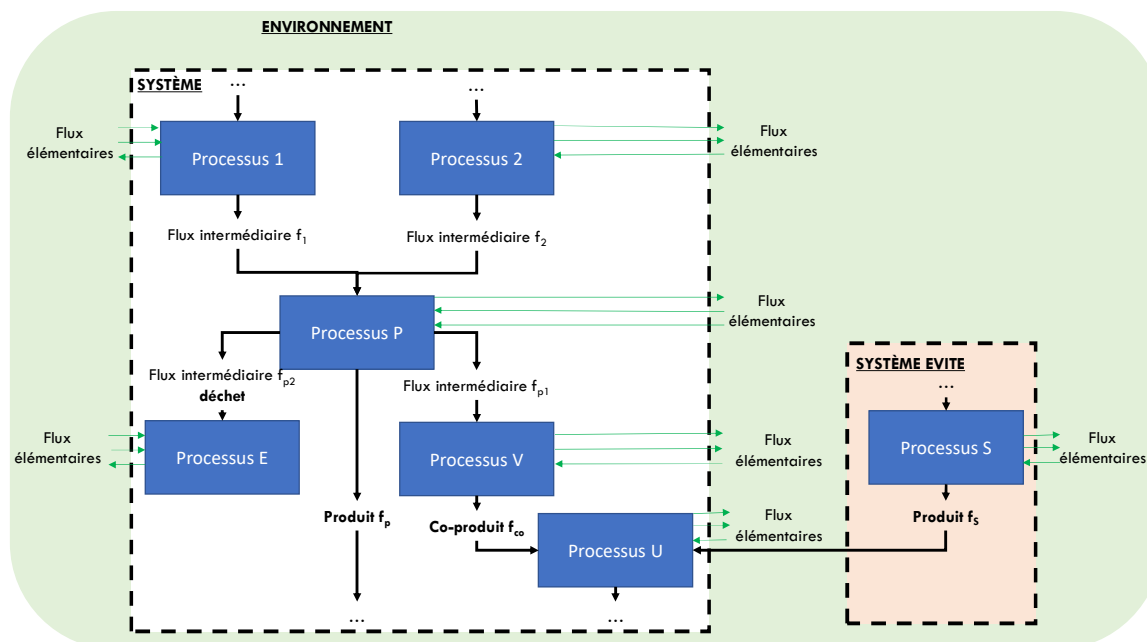 ENVIRONNEMENT
SYSTÈME
...
...
Flux
élémentaires
Processus 1
Processus 2
Flux
élémentaires
Flux intermédiaire f1
Flux intermédiaire f2
Processus P
Flux
élémentaires
Flux intermédiaire fp2
déchet
Flux intermédiaire fp1
SYSTÈME EVITE
...
Flux
élémentaires
Processus E
Processus V
Flux
élémentaires
Processus S
Flux
élémentaires
Produit fp
Co-produit fco
Produit fS
Processus U
Flux
élémentaires
...
...